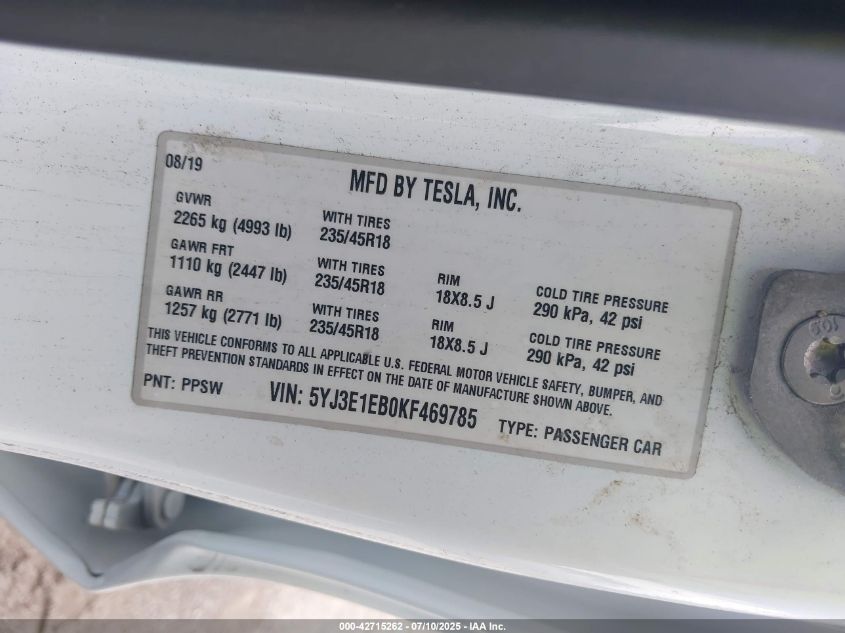 08/19
MFD BY TESLA, INC.
GVWR
2265 kg (4993 lb)
WITH TIRES
235/45R18
GAWR FRT
1110 kg (2447 lb)
WITH TIRES
235/45R18
RIM
18X8.5 J
COLD TIRE PRESSURE
290 kPa, 42 psi
GAWR RR
1257 kg (2771 lb)
WITH TIRES
235/45R18
RIM
18X8.5 J
COLD TIRE PRESSURE
290 kPa, 42 psi
THIS VEHICLE CONFORMS TO ALL APPLICABLE U.S. FEDERAL MOTOR VEHICLE SAFETY, BUMPER, AND
THEFT PREVENTION STANDARDS IN EFFECT ON THE DATE OF MANUFACTURE SHOWN ABOVE.
PNT: PPSW
VIN: 5YJ3E1EB0KF469785
TYPE: PASSENGER CAR
000-42715262 - 07/10/2025 - IAA Inc.